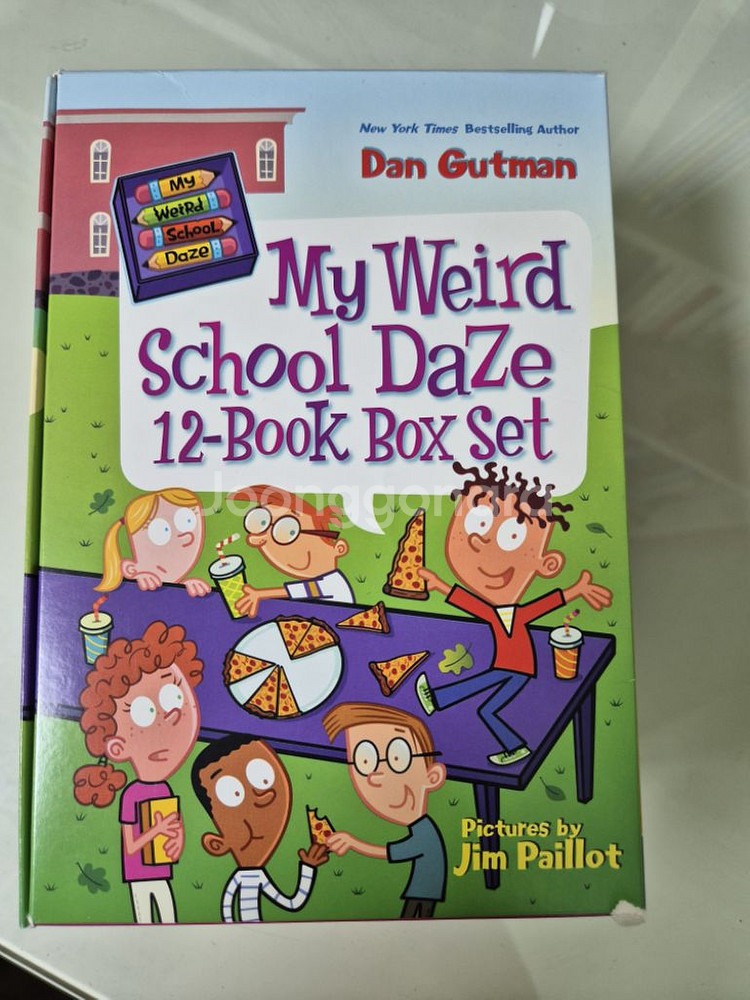 New York Times Bestselling Author
Dan Gutman
My
WeiRd
School
Daze
My Weird
School Daze
12-Book Box Set
Joonggonara
Pictures by
Jim Paillot